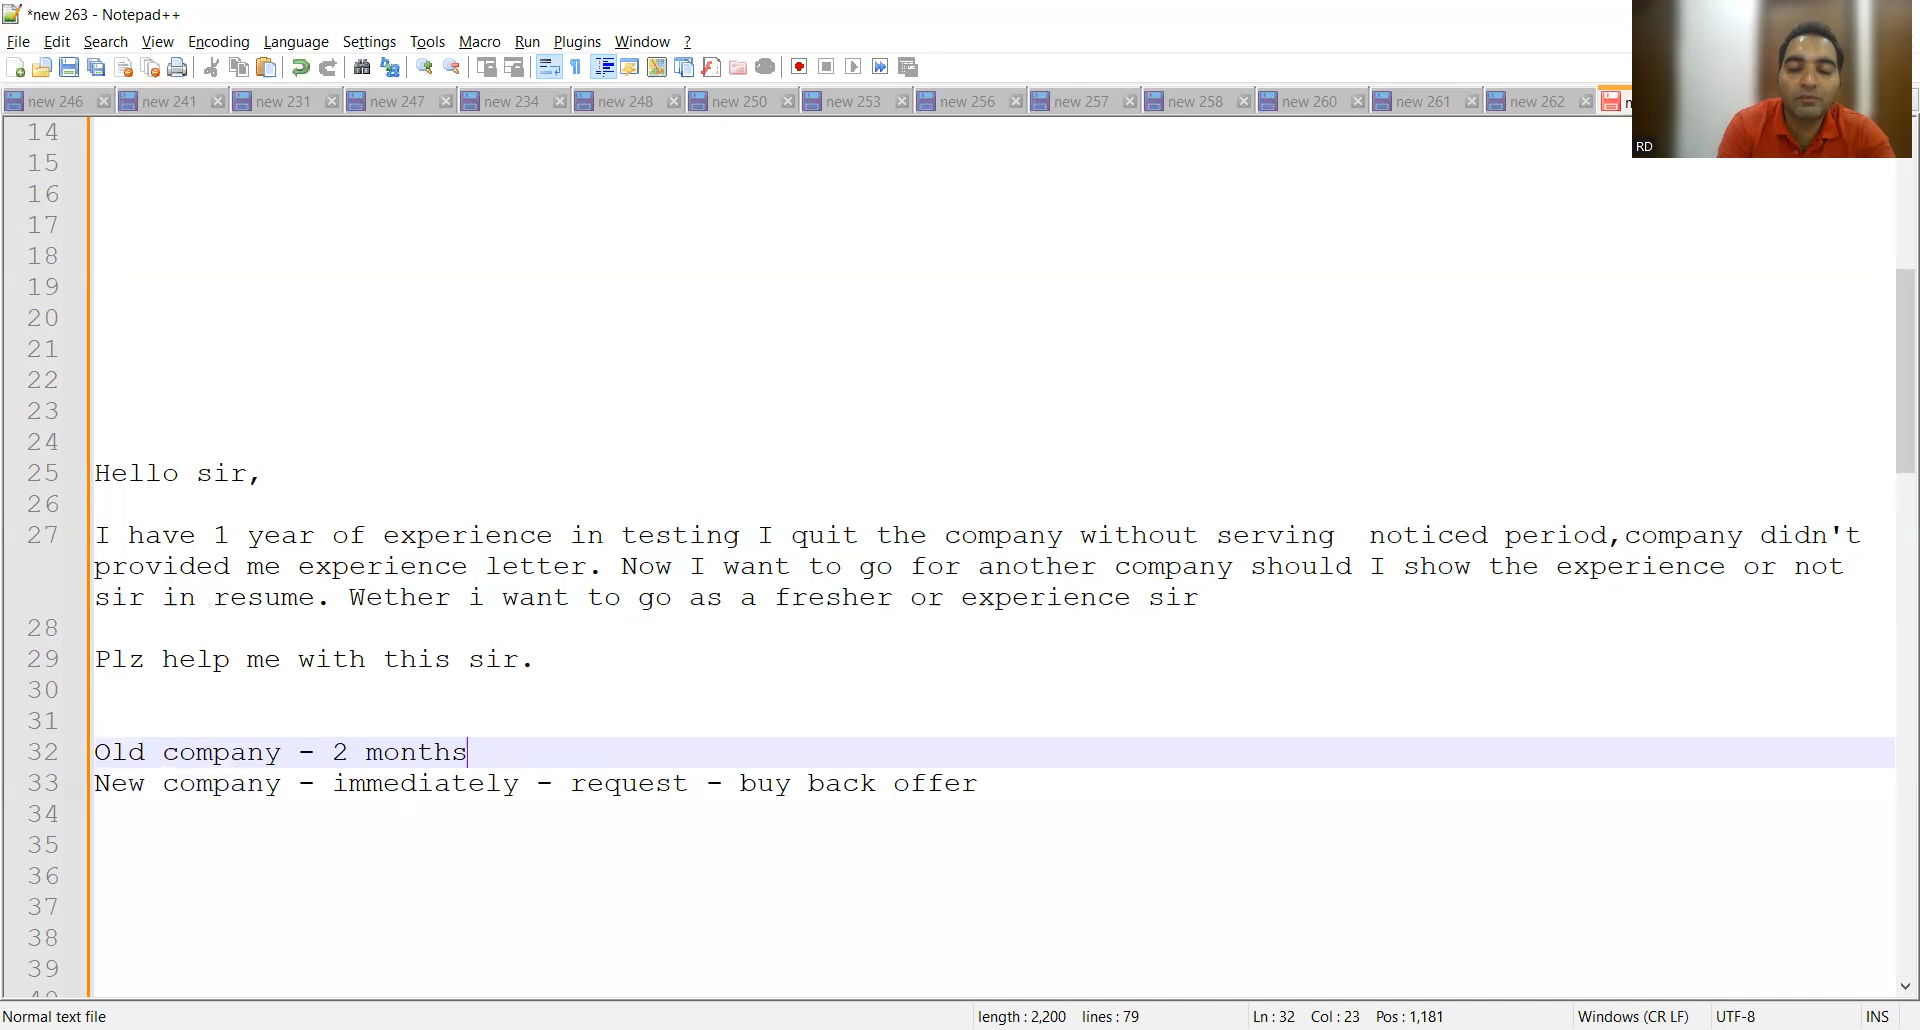 *new 263 - Notepad++
File Edit Search View Encoding Language Settings Tools Macro Run Plugins Window ?
new 246 new 241 new 231 new 247 new 234 new 248 new 250 new 253 new 256 new 257 new 258 new 260 new 261 new 262
RD
14
15
16
17
18
19
20
21
22
23
24
25 Hello sir,
26
27 I have 1 year of experience in testing I quit the company without serving  noticed period,company didn't
provided me experience letter. Now I want to go for another company should I show the experience or not
sir in resume. Wether i want to go as a fresher or experience sir
28
29 Plz help me with this sir.
30
31
32 Old company - 2 months
33 New company - immediately - request - buy back offer
34
35
36
37
38
39
Normal text file length : 2,200 lines : 79 Ln : 32 Col : 23 Pos : 1,181 Windows (CR LF) UTF-8 INS